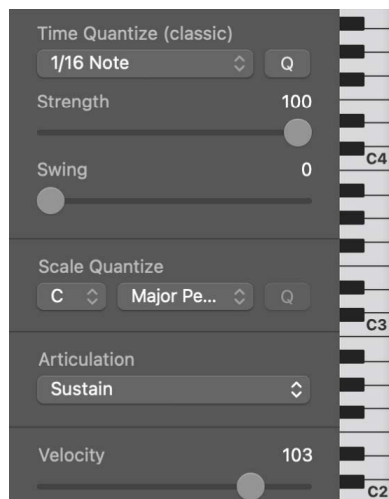 Time Quantize (classic)
1/16 Note Q
Strength 100
Swing 0
Scale Quantize
C Major Pe... Q
Articulation
Sustain
Velocity 103
C4
C3
C2